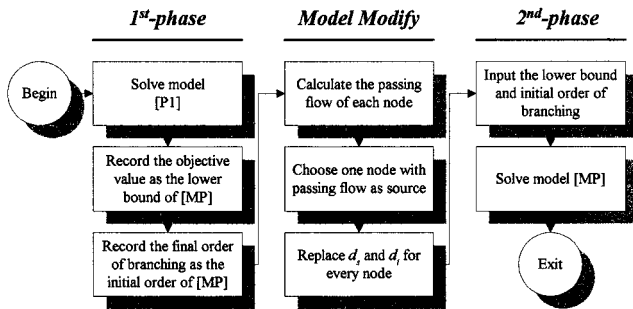 1st-phase
Model Modify
2nd-phase
Begin
Solve model
[P1]
Record the objective
value as the lower
bound of [MP]
Record the final order
of branching as the
initial order of [MP]
Calculate the passing
flow of each node
Choose one node with
passing flow as source
Replace ds and dt for
every node
Input the lower bound
and initial order of
branching
Solve model [MP]
Exit